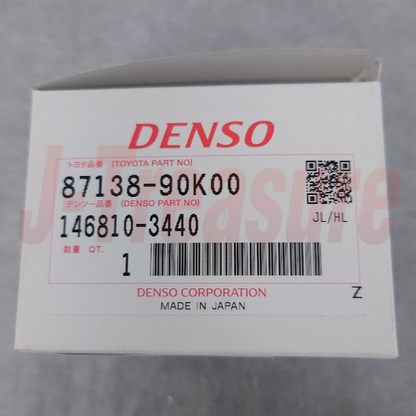 DENSO
トヨタ品番 (TOYOTA PART NO)
87138-90K00
デンソー品番 (DENSO PART NO)
146810-3440
JL/HL
数量 QT.
1
DENSO CORPORATION
Z
MADE IN JAPAN
J-Treasure